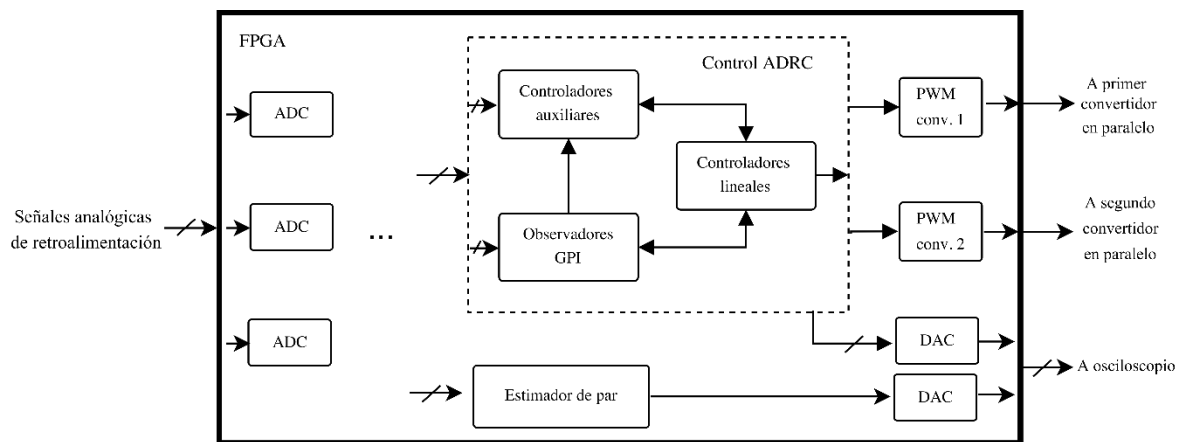 FPGA
Control ADRC
ADC
Controladores
auxiliares
PWM
conv. 1
A primer
convertidor
en paralelo
Controladores
lineales
Señales analógicas
de retroalimentación
ADC
...
Observadores
GPI
PWM
conv. 2
A segundo
convertidor
en paralelo
ADC
DAC
A osciloscopio
Estimador de par
DAC